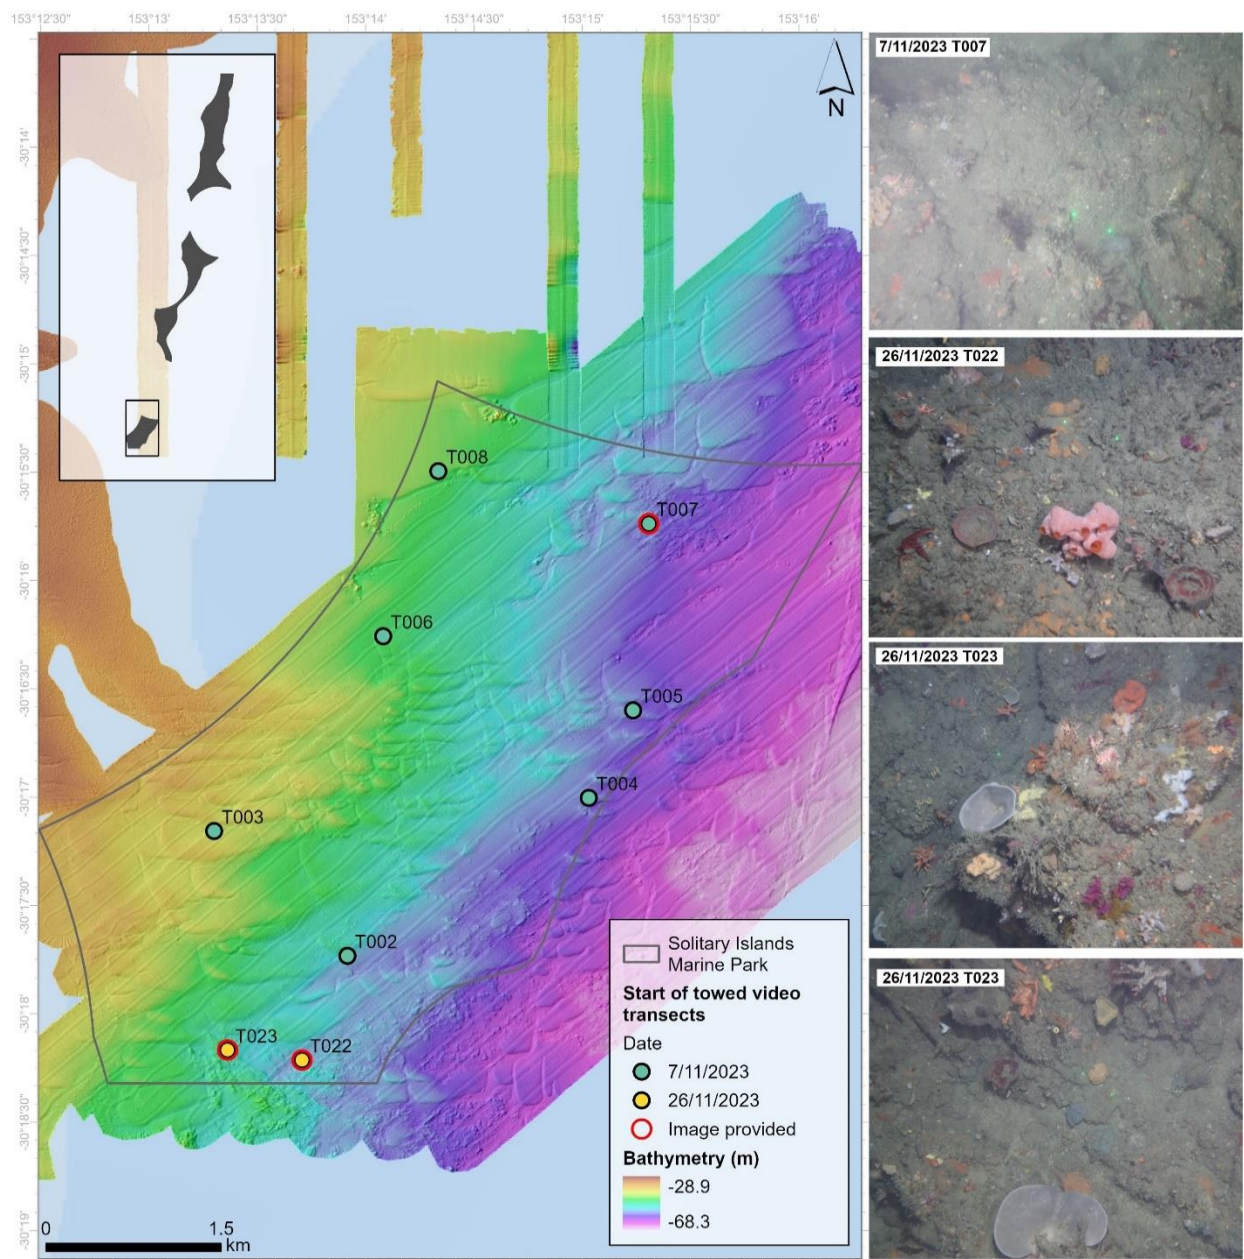 153°12'30" 153°13' 153°13'30" 153°14' 153°14'30" 153°15' 153°15'30" 153°16'
-30°14'
-30°14'30"
-30°15'
-30°15'30"
-30°16'
-30°16'30"
-30°17'
-30°17'30"
-30°18'
-30°18'30"
-30°19'
N
T008
T007
T006
T005
T004
T003
T002
T023
T022
Solitary Islands
Marine Park
Start of towed video
transects
Date
7/11/2023
26/11/2023
Image provided
Bathymetry (m)
-28.9
-68.3
0 1.5
km
7/11/2023 T007
26/11/2023 T022
26/11/2023 T023
26/11/2023 T023